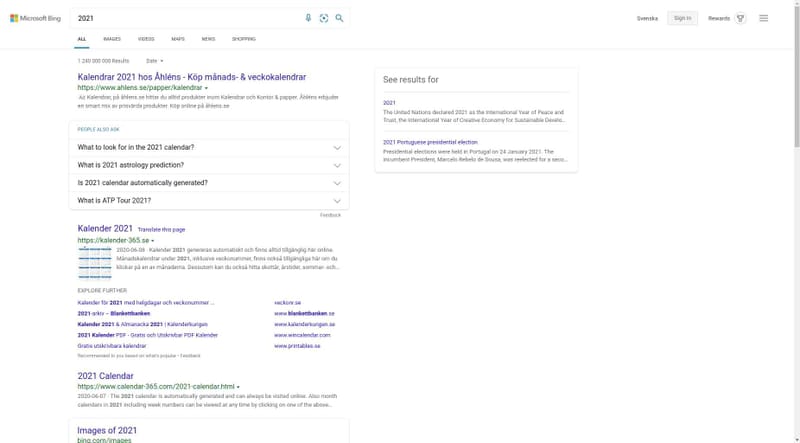 Microsoft Bing
2021
Svenska
Sign in
Rewards
ALL
IMAGES
VIDEOS
MAPS
NEWS
SHOPPING
1 240 000 000 Results
Date
Kalendrar 2021 hos Åhléns - Köp månads- & veckokalendrar
https://www.ahlens.se/papper/kalendrar
Ad Kalendrar, på åhlens.se hittar du alltid produkter inom Kalendrar och Kontor & papper. Åhlens erbjuder
en smart mix av prisvärda produkter. Köp online på åhlens.se
PEOPLE ALSO ASK
What to look for in the 2021 calendar?
What is 2021 astrology prediction?
Is 2021 calendar automatically generated?
What is ATP Tour 2021?
Feedback
Kalender 2021 Translate this page
https://kalender-365.se
2020-06-08 · Kalender 2021 genereras automatiskt och finns alltid tillgänglig här online.
Månadskalendrar under 2021, inklusive veckonummer, finns också tillgängliga här om du
klickar på en av månaderna. Dessutom kan du också hitta skottår, årstider, sommar- och...
EXPLORE FURTHER
Kalender för 2021 med helgdagar och veckonummer ...
veckonr.se
2021-arkiv – Blankettbanken
www.blankettbanken.se
Kalender 2021 & Almanacka 2021 | Kalenderkungen
www.kalenderkungen.se
2021 Kalender PDF - Gratis och Utskrivbar PDF Kalender
www.wincalendar.com
Gratis utskrivbara kalendrar
www.printables.se
Recommended to you based on what's popular • Feedback
2021 Calendar
https://www.calendar-365.com/2021-calendar.html
2020-06-07 · The 2021 calendar is automatically generated and can always be visited online. Also month
calendars in 2021 including week numbers can be viewed at any time by clicking on one of the above...
Images of 2021
bing.com/images
See results for
2021
The United Nations declared 2021 as the International Year of Peace and
Trust, the International Year of Creative Economy for Sustainable Develo...
2021 Portuguese presidential election
Presidential elections were held in Portugal on 24 January 2021. The
incumbent President, Marcelo Rebelo de Sousa, was reelected for a seco...